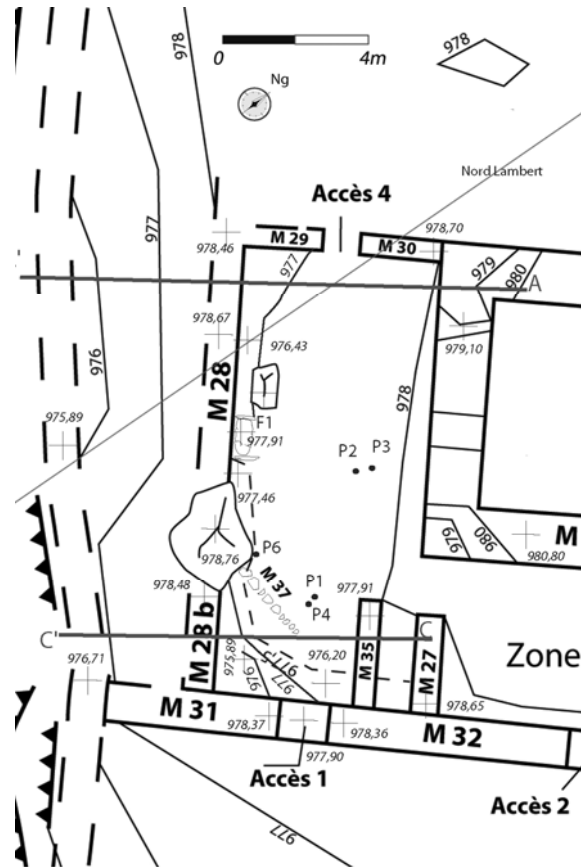 978
978
0 4m
Ng
Nord Lambert
Accès 4
978,70
M 29
M 30
978,46
977
977
979
980
A
978,67
976,43
979,10
976
M 28
978
F1
975,89
977,91
P2
P3
977,46
979
980
M
980,80
978,76
P6
M 37
978,48
P1
977,91
P4
C'
C
M 28 b
975,89
977
976,20
M 35
M 27
Zone
976,71
976
977
978,65
M 31
978,37
978,36
M 32
977,90
Accès 1
Accès 2
977